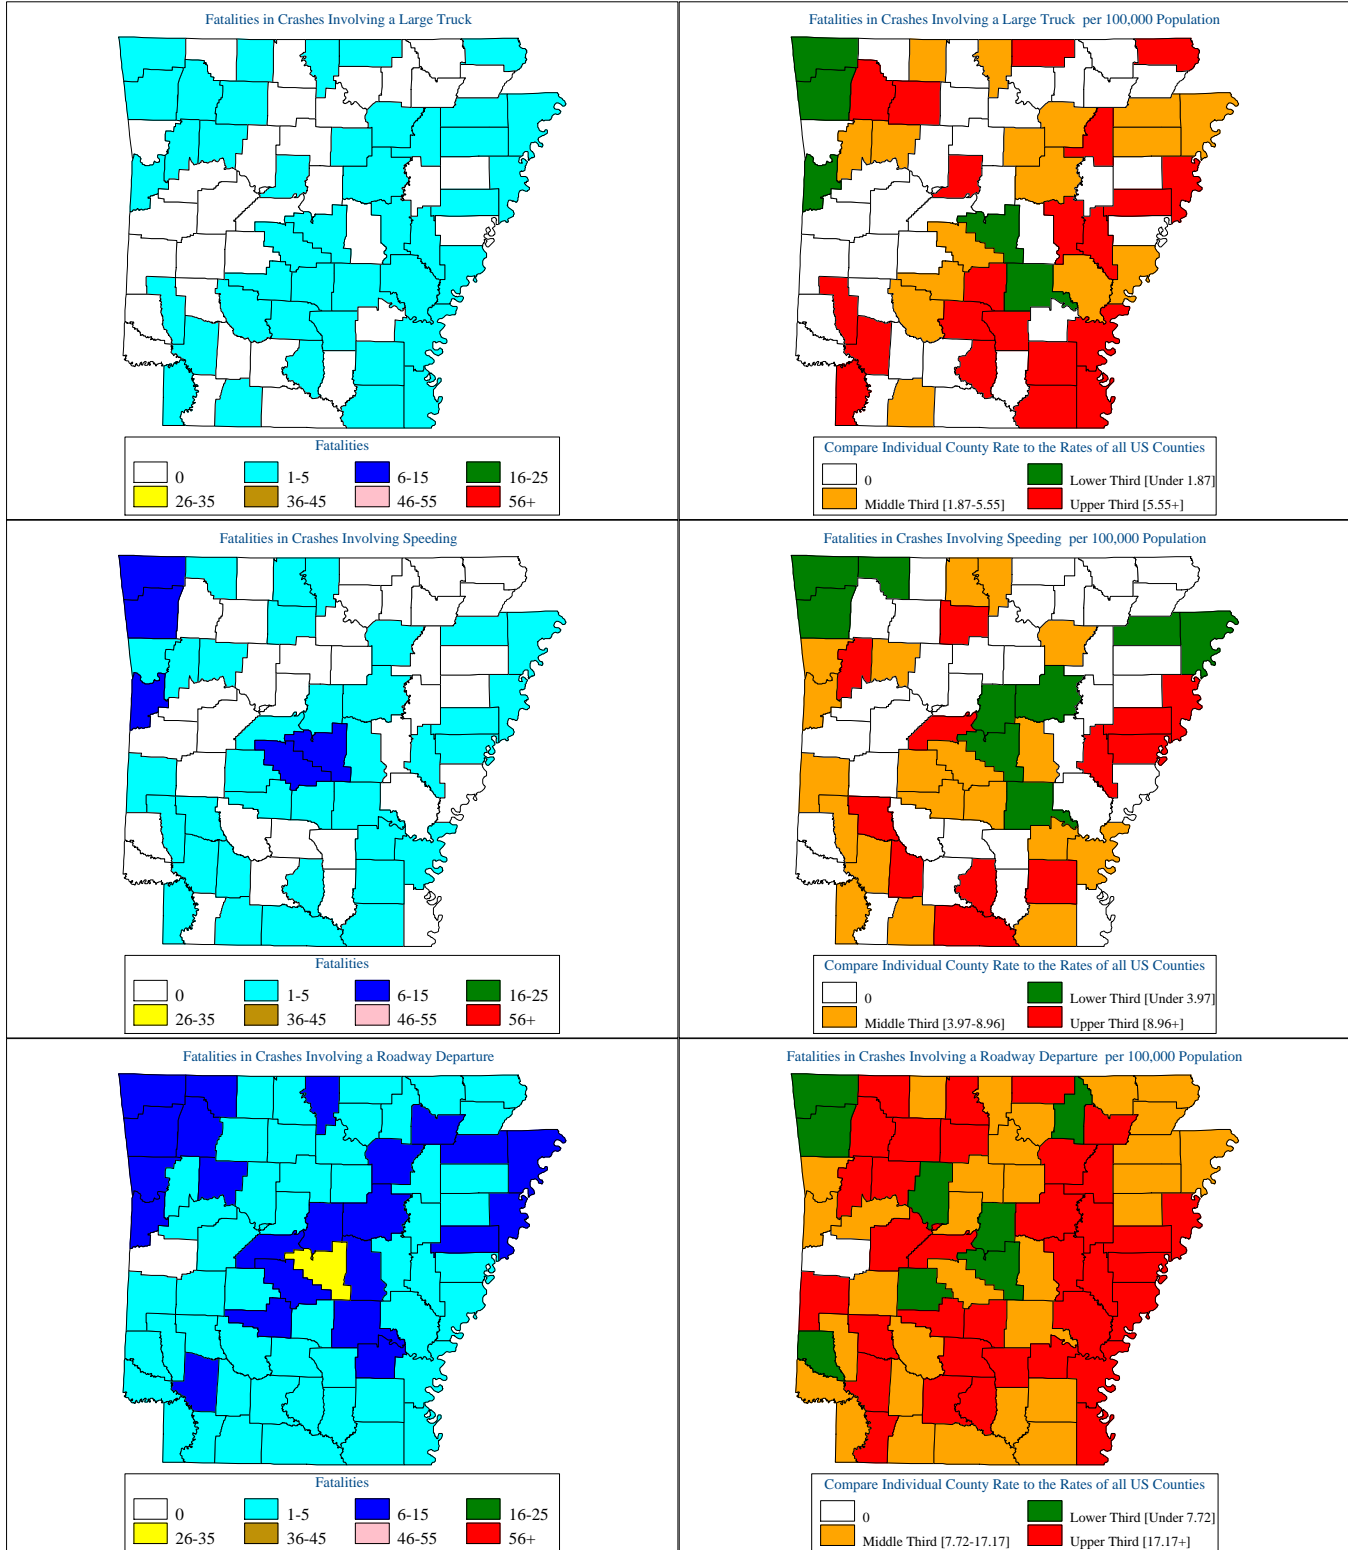 Fatalities in Crashes Involving a Large Truck
Fatalities
0 1-5 6-15 16-25
26-35 36-45 46-55 56+
Fatalities in Crashes Involving a Large Truck per 100,000 Population
Compare Individual County Rate to the Rates of all US Counties
0 Lower Third [Under 1.87]
Middle Third [1.87-5.55] Upper Third [5.55+]
Fatalities in Crashes Involving Speeding
Fatalities
0 1-5 6-15 16-25
26-35 36-45 46-55 56+
Fatalities in Crashes Involving Speeding per 100,000 Population
Compare Individual County Rate to the Rates of all US Counties
0 Lower Third [Under 3.97]
Middle Third [3.97-8.96] Upper Third [8.96+]
Fatalities in Crashes Involving a Roadway Departure
Fatalities
0 1-5 6-15 16-25
26-35 36-45 46-55 56+
Fatalities in Crashes Involving a Roadway Departure per 100,000 Population
Compare Individual County Rate to the Rates of all US Counties
0 Lower Third [Under 7.72]
Middle Third [7.72-17.17] Upper Third [17.17+]